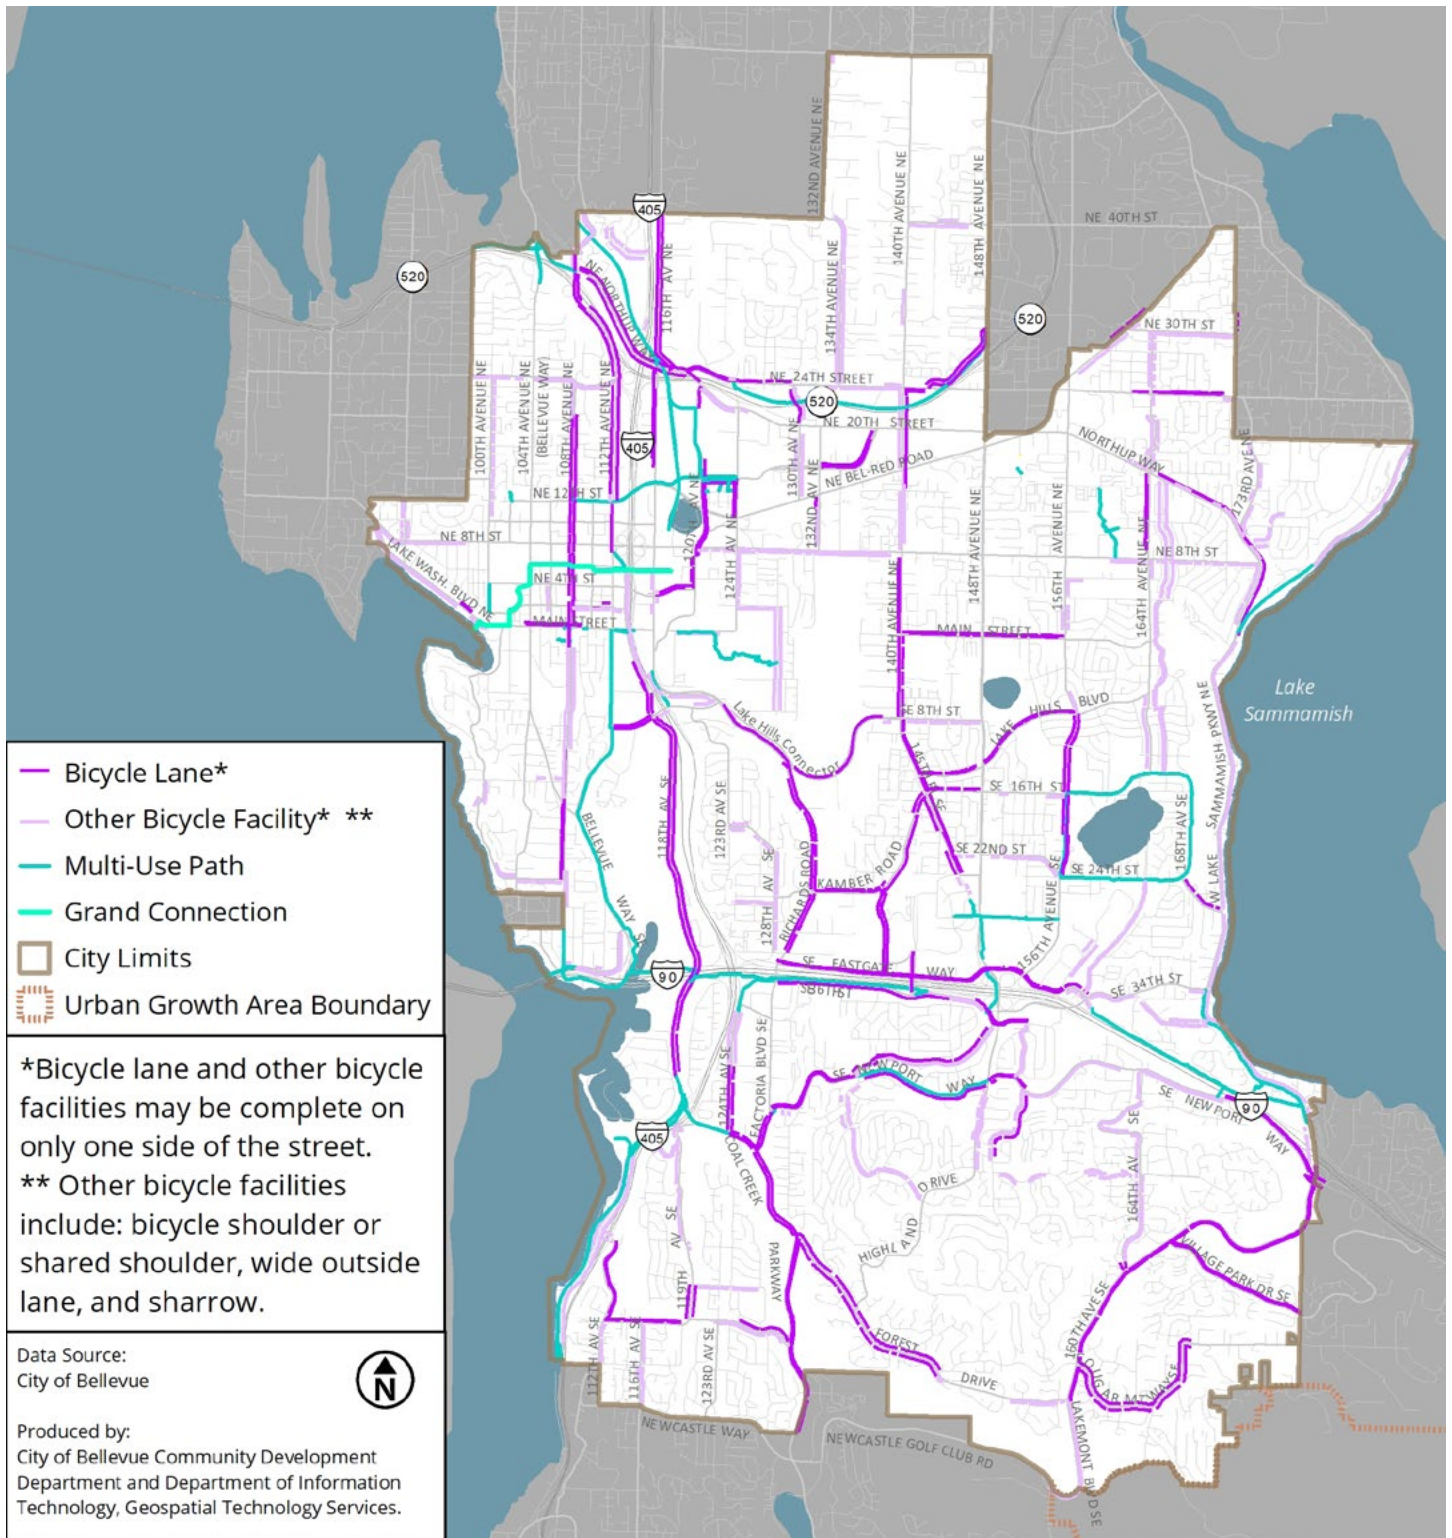 405
132ND AVENUE NE
140TH AVENUE NE
148TH AVENUE NE
NE 40TH ST
520
NE NORTHUP WAY
116TH AV NE
134TH AVENUE NE
520
NE 30TH ST
100TH AVENUE NE
104TH AVENUE NE
(BELLEVUE WAY)
108TH AVENUE NE
112TH AVENUE NE
NE 24TH STREET
520
405
NE 20TH STREET
130TH AV NE
132ND AV NE
NE BEL-RED ROAD
NORTHUP WAY
173RD AVE NE
NE 12TH ST
120TH AV NE
124TH AV NE
148TH AVENUE NE
156TH AVENUE NE
164TH AVENUE NE
NE 8TH ST
NE 8TH ST
LAKE WASH. BLVD NE
NE 4TH ST
MAIN STREET
140TH AVENUE NE
MAIN STREET
Lake
Sammamish
Lake Hills Connector
SE 8TH ST
LAKE HILLS BLVD
W LAKE SAMMAMISH PKWY NE
SE 16TH ST
118TH AV SE
123RD AV SE
168TH AV SE
BELLEVUE WAY SE
128TH AV SE
RICHARDS ROAD
KAMBER ROAD
SE 22ND ST
SE 24TH ST
156TH AVENUE SE
90
SE EASTGATE WAY
SE 34TH ST
124TH AV SE
FACTORIA BLVD SE
SE NEWPORT WAY
SE NEWPORT WAY
90
405
COAL CREEK PARKWAY
164TH AV SE
HIGHLAND DRIVE
119TH AV SE
VILLAGE PARK DR SE
160TH AVE SE
112TH AV SE
116TH AV SE
123RD AV SE
FOREST DRIVE
LAKEMONT BLVD SE
NEWCASTLE WAY
NEWCASTLE GOLF CLUB RD
Bicycle Lane*
Other Bicycle Facility* **
Multi-Use Path
Grand Connection
City Limits
Urban Growth Area Boundary
*Bicycle lane and other bicycle
facilities may be complete on
only one side of the street.
** Other bicycle facilities
include: bicycle shoulder or
shared shoulder, wide outside
lane, and sharrow.
Data Source:
City of Bellevue
N
Produced by:
City of Bellevue Community Development
Department and Department of Information
Technology, Geospatial Technology Services.